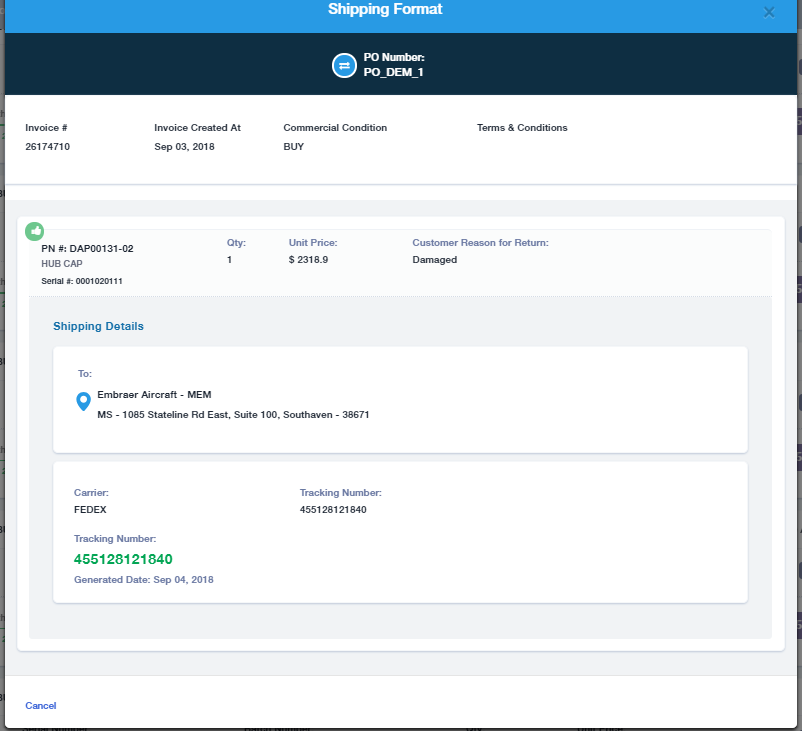 Shipping Format
PO Number:
PO_DEM_1
Invoice #
26174710
Invoice Created At
Sep 03, 2018
Commercial Condition
BUY
Terms & Conditions
PN #: DAP00131-02
HUB CAP
Serial #: 0001020111
Qty:
1
Unit Price:
$ 2318.9
Customer Reason for Return:
Damaged
Shipping Details
To:
Embraer Aircraft - MEM
MS - 1085 Stateline Rd East, Suite 100, Southaven - 38671
Carrier:
FEDEX
Tracking Number:
455128121840
Tracking Number:
455128121840
Generated Date: Sep 04, 2018
Cancel